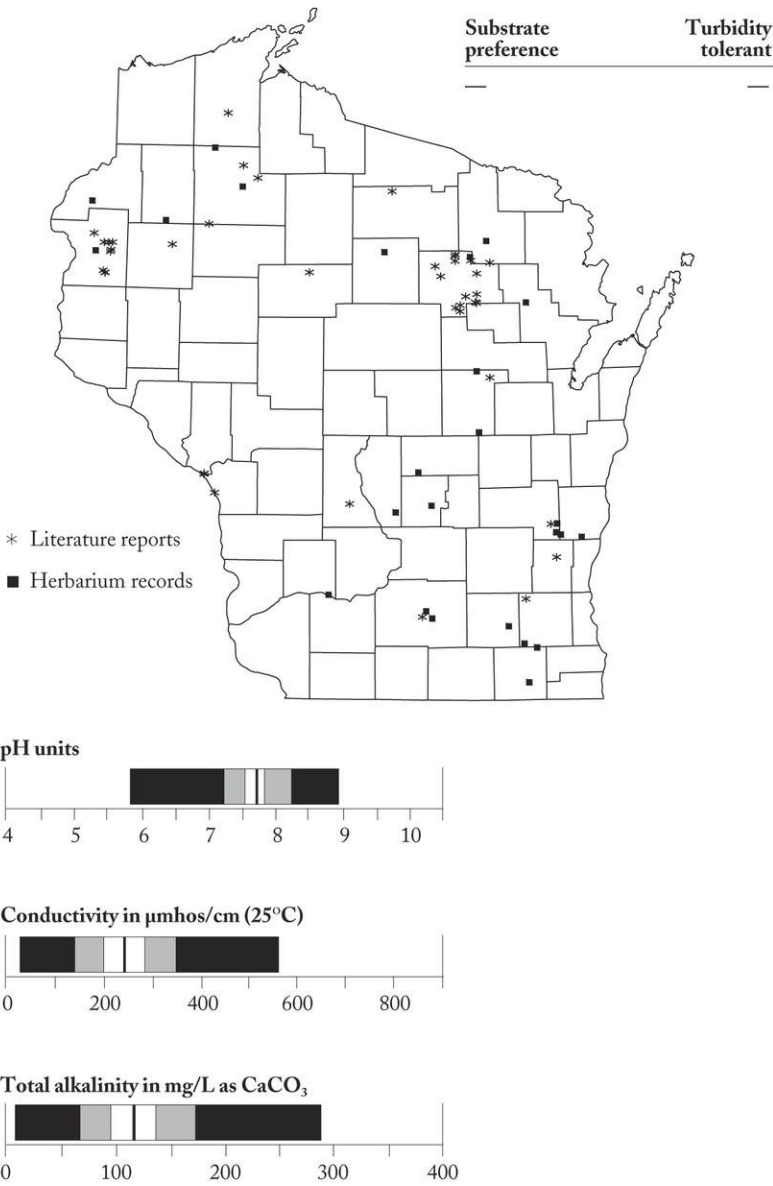 Substrate preference
Turbidity tolerant
— —
* Literature reports
■ Herbarium records
pH units
4 5 6 7 8 9 10
Conductivity in µmhos/cm (25°C)
0 200 400 600 800
Total alkalinity in mg/L as CaCO₃
0 100 200 300 400